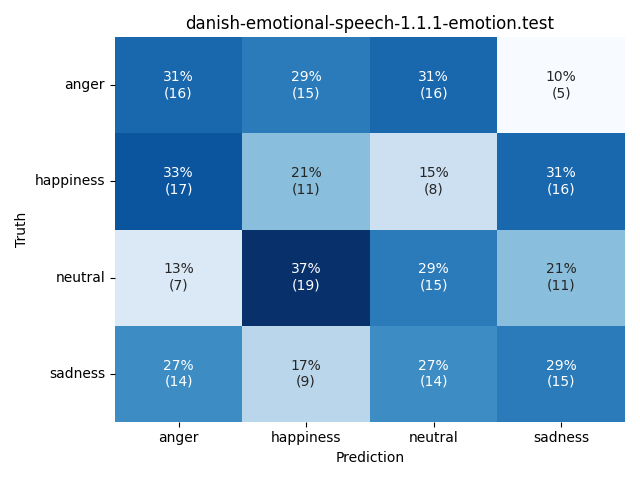 danish-emotional-speech-1.1.1-emotion.test
Truth
anger
31% 29% 31% 10%
(16) (15) (16) (5)
happiness
33% 21% 15% 31%
(17) (11) (8) (16)
neutral
13% 37% 29% 21%
(7) (19) (15) (11)
sadness
27% 17% 27% 29%
(14) (9) (14) (15)
anger happiness neutral sadness
Prediction